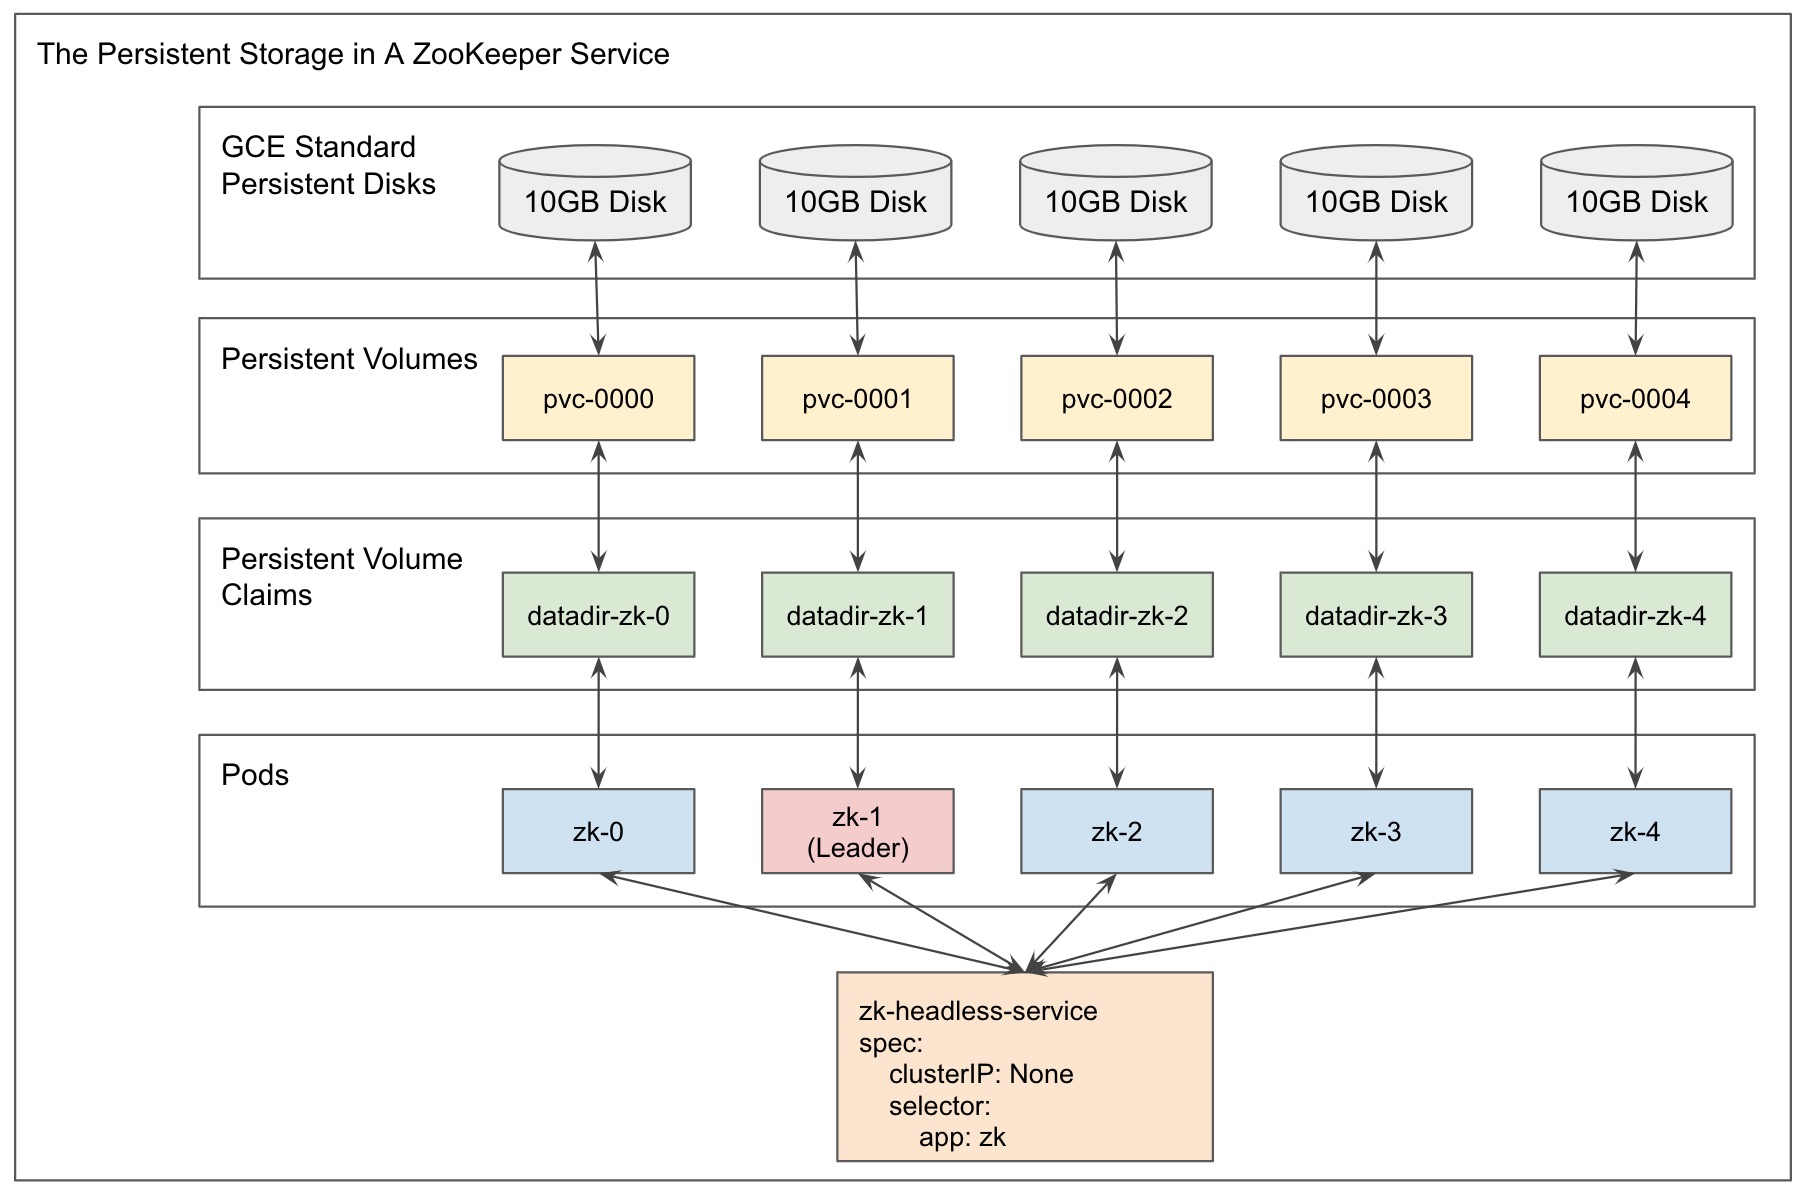 The Persistent Storage in A ZooKeeper Service
GCE Standard
Persistent Disks
10GB Disk
10GB Disk
10GB Disk
10GB Disk
10GB Disk
Persistent Volumes
pvc-0000
pvc-0001
pvc-0002
pvc-0003
pvc-0004
Persistent Volume
Claims
datadir-zk-0
datadir-zk-1
datadir-zk-2
datadir-zk-3
datadir-zk-4
Pods
zk-0
zk-1
(Leader)
zk-2
zk-3
zk-4
zk-headless-service
spec:
clusterIP: None
selector:
app: zk